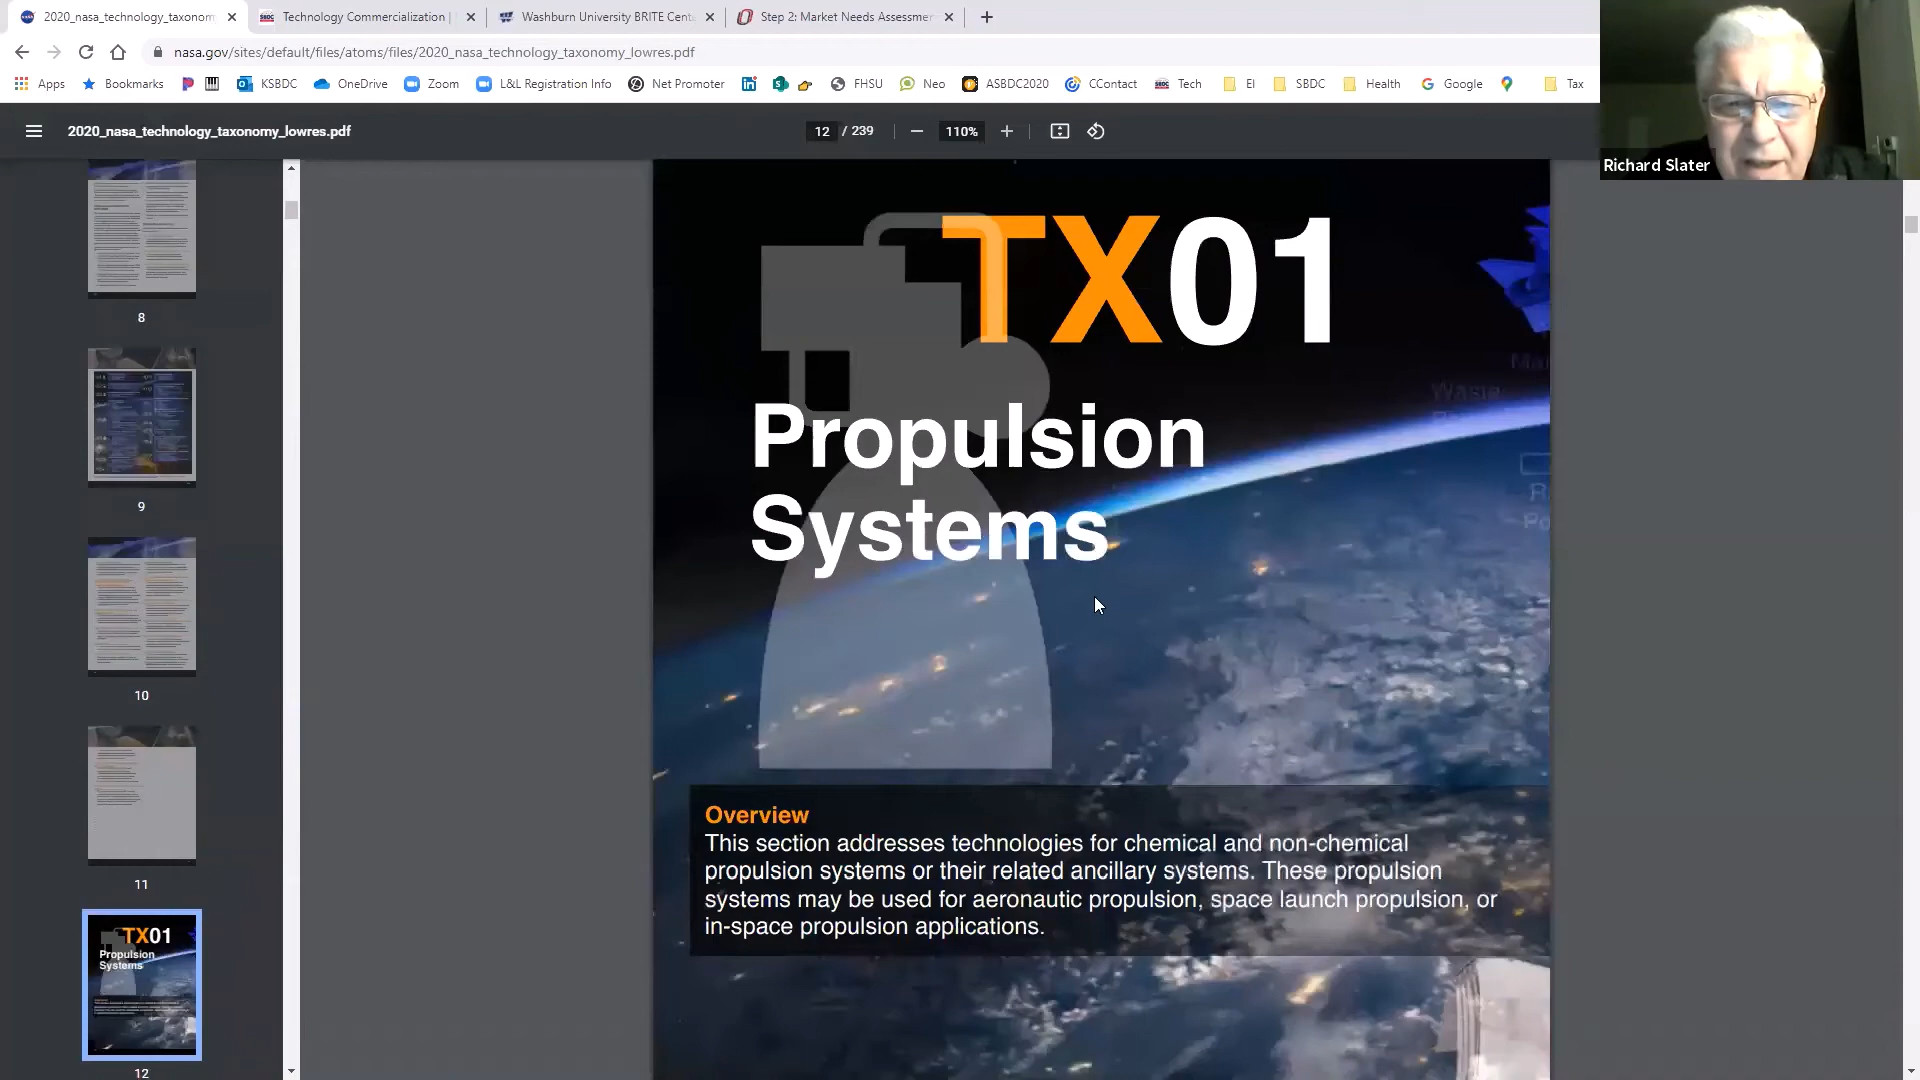 2020_nasa_technology_taxonom
Technology Commercialization |
Washburn University BRITE Cent
Step 2: Market Needs Assessmen
nasa.gov/sites/default/files/atoms/files/2020_nasa_technology_taxonomy_lowres.pdf
Apps Bookmarks KSBDC OneDrive Zoom L&L Registration Info Net Promoter FHSU Neo ASBDC2020 CContact Tech EI SBDC Health Google Tax
2020_nasa_technology_taxonomy_lowres.pdf
12 / 239
110%
Richard Slater
8
9
10
11
TX01
Propulsion
Systems
12
TX01
Propulsion
Systems
Overview
This section addresses technologies for chemical and non-chemical
propulsion systems or their related ancillary systems. These propulsion
systems may be used for aeronautic propulsion, space launch propulsion, or
in-space propulsion applications.